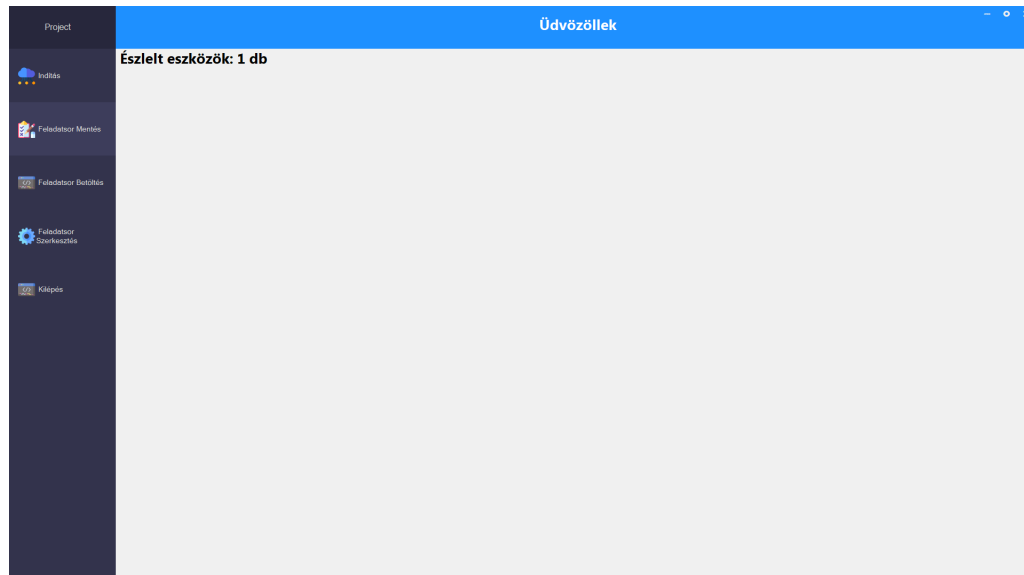 Project
Üdvözöllek
Észlelt eszközök: 1 db
Indítás
Feladatsor Mentés
Feladatsor Betöltés
Feladatsor
Szerkesztés
Kilépés